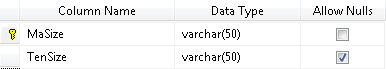 Column Name Data Type Allow Nulls
MaSize varchar(50)
TenSize varchar(50)